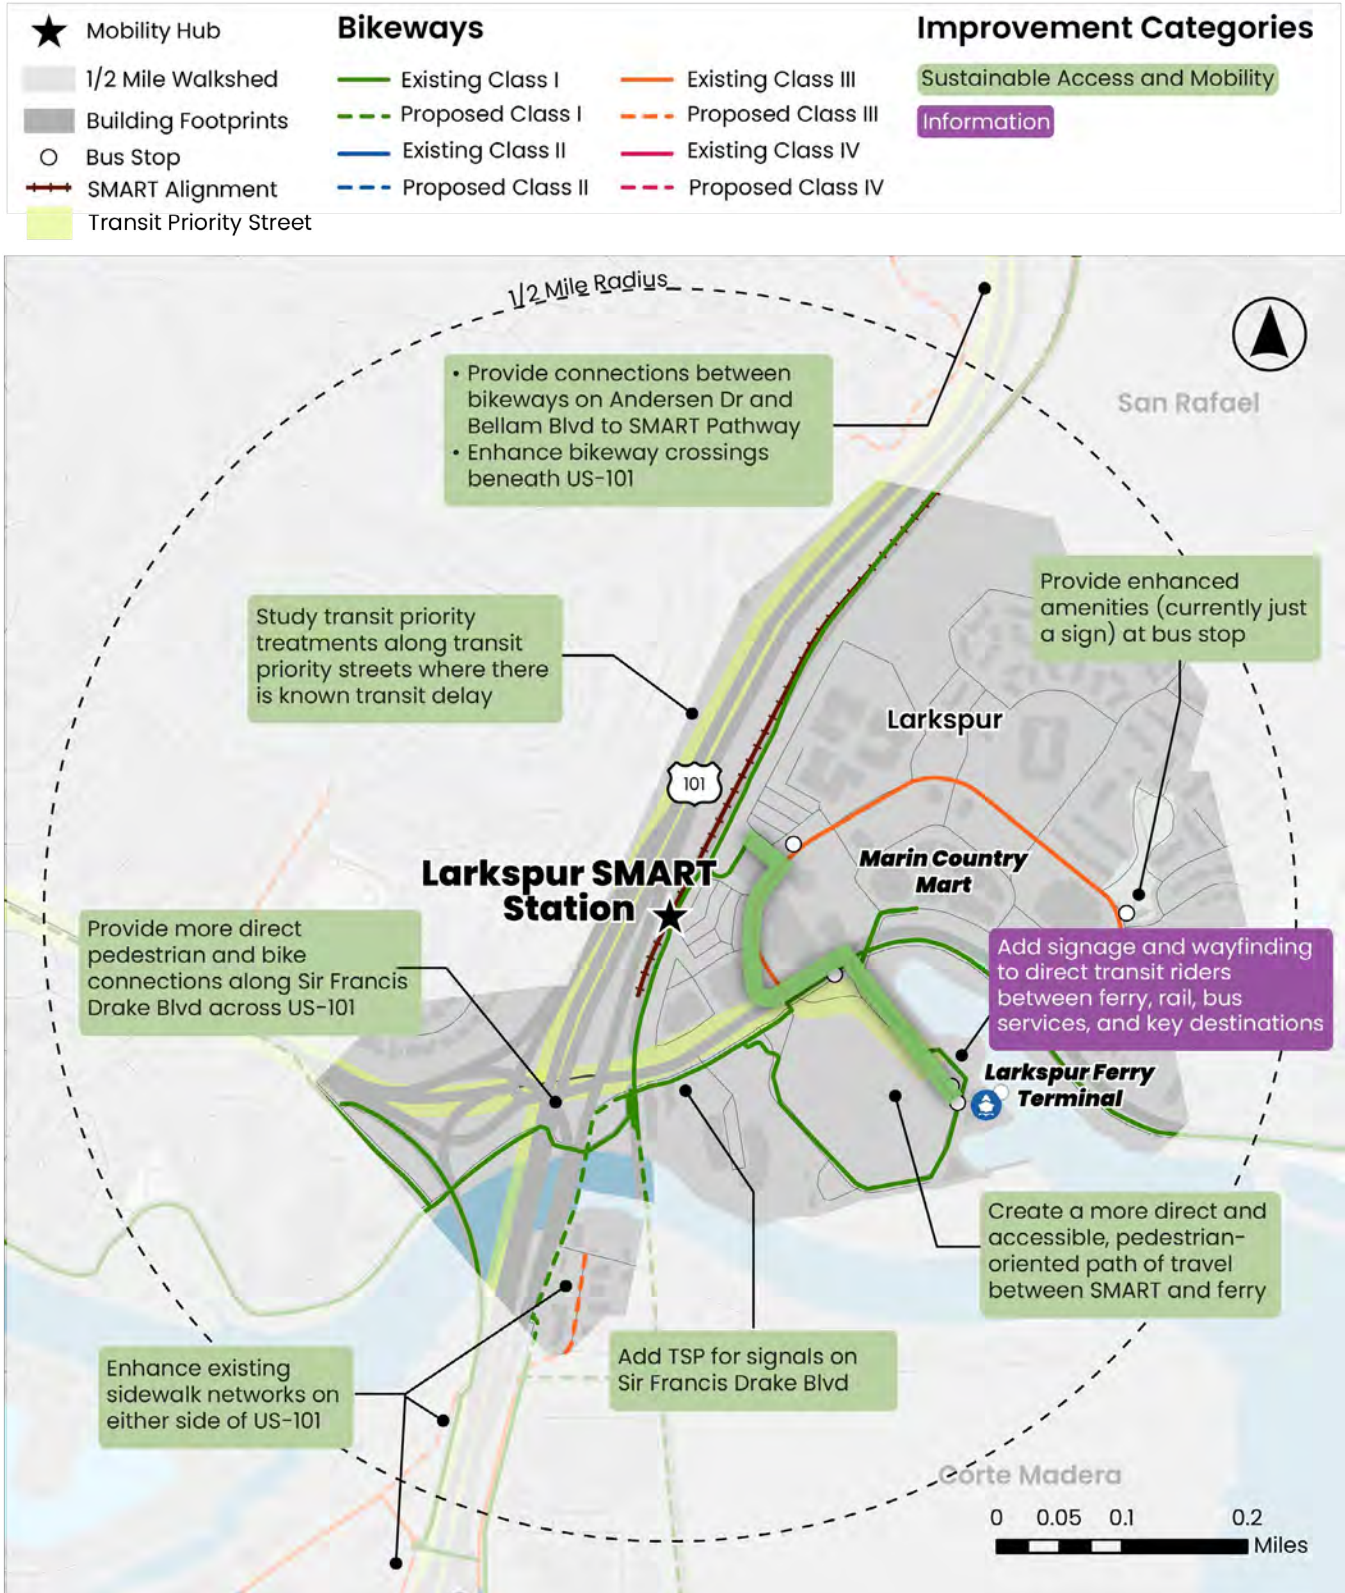 Mobility Hub
1/2 Mile Walkshed
Building Footprints
Bus Stop
SMART Alignment
Transit Priority Street
Bikeways
Existing Class I
Proposed Class I
Existing Class II
Proposed Class II
Existing Class III
Proposed Class III
Existing Class IV
Proposed Class IV
Improvement Categories
Sustainable Access and Mobility
Information
1/2 Mile Radius
• Provide connections between
bikeways on Andersen Dr and
Bellam Blvd to SMART Pathway
• Enhance bikeway crossings
beneath US-101
San Rafael
Provide enhanced
amenities (currently just
a sign) at bus stop
Study transit priority
treatments along transit
priority streets where there
is known transit delay
Larkspur
101
Marin Country
Mart
Larkspur SMART
Station
Provide more direct
pedestrian and bike
connections along Sir Francis
Drake Blvd across US-101
Add signage and wayfinding
to direct transit riders
between ferry, rail, bus
services, and key destinations
Larkspur Ferry
Terminal
Create a more direct and
accessible, pedestrian-
oriented path of travel
between SMART and ferry
Add TSP for signals on
Sir Francis Drake Blvd
Enhance existing
sidewalk networks on
either side of US-101
Corte Madera
0 0.05 0.1 0.2
Miles